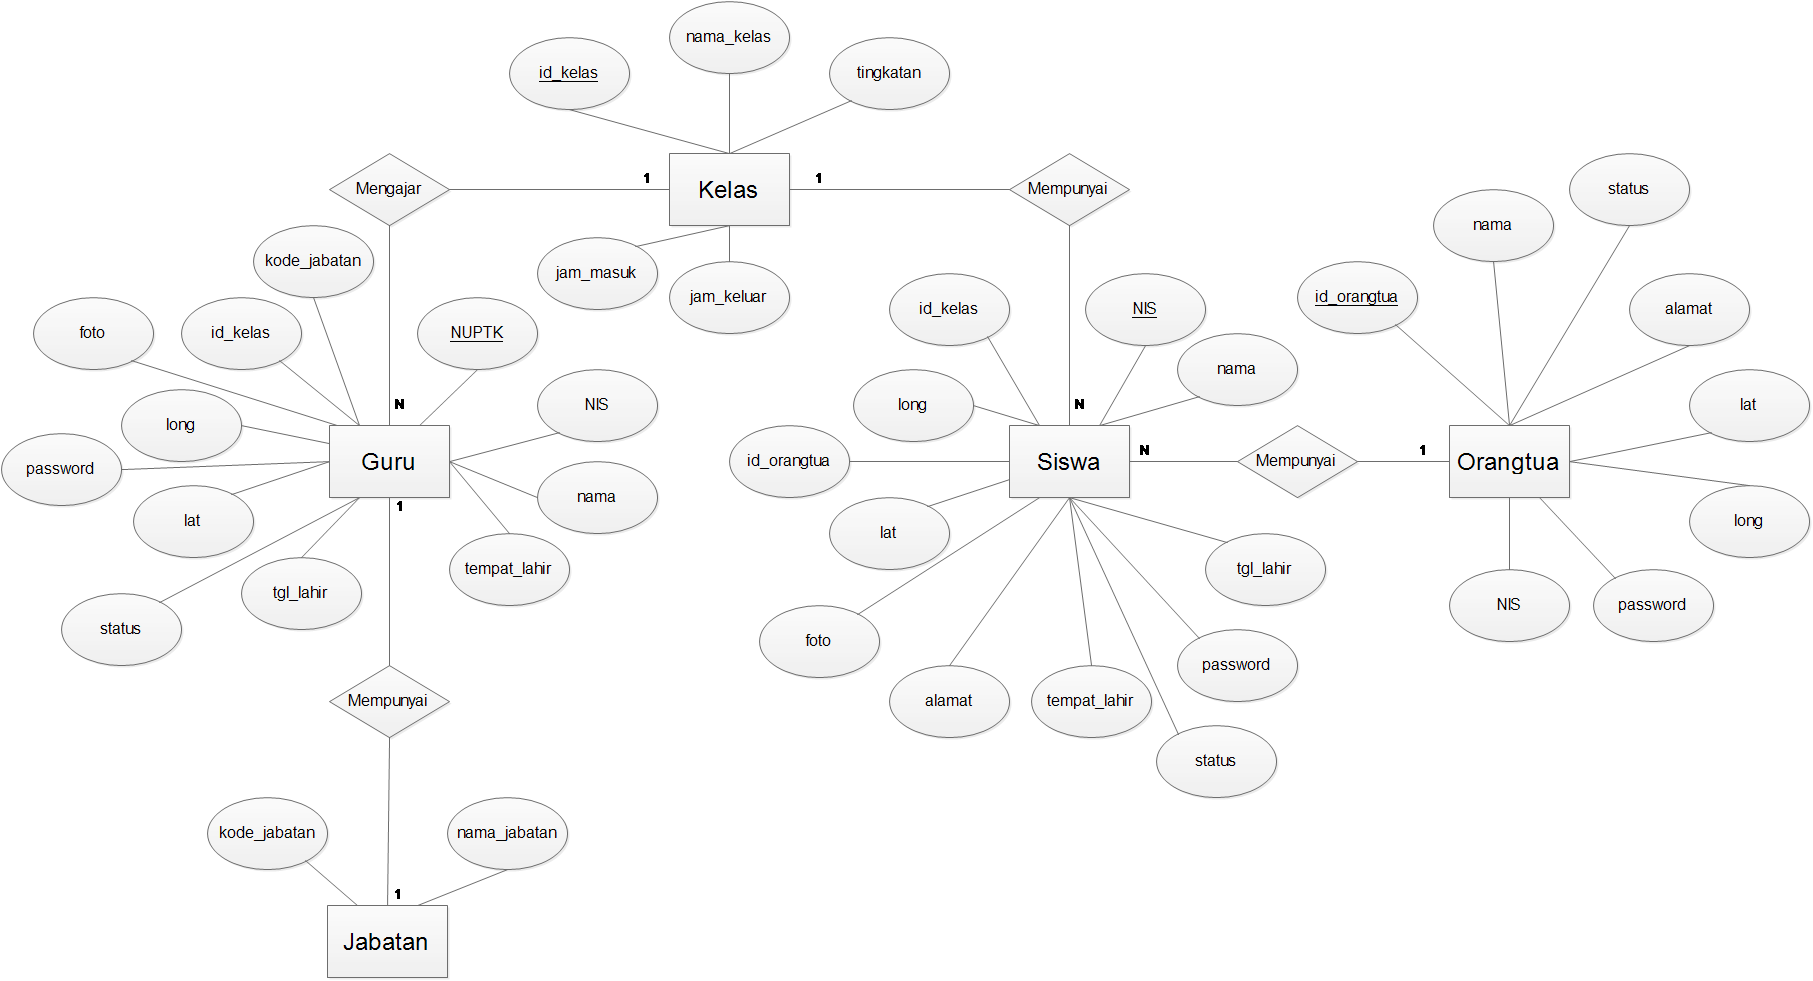 nama_kelas
id_kelas
tingkatan
Mengajar
1
Kelas
1
Mempunyai
status
nama
kode_jabatan
jam_masuk
jam_keluar
id_kelas
NIS
id_orangtua
alamat
foto
id_kelas
NUPTK
nama
long
NIS
long
lat
N
N
password
Guru
nama
id_orangtua
Siswa
N
Mempunyai
1
Orangtua
long
lat
1
tempat_lahir
lat
tgl_lahir
status
tgl_lahir
foto
password
NIS
password
Mempunyai
alamat
tempat_lahir
status
kode_jabatan
nama_jabatan
1
Jabatan